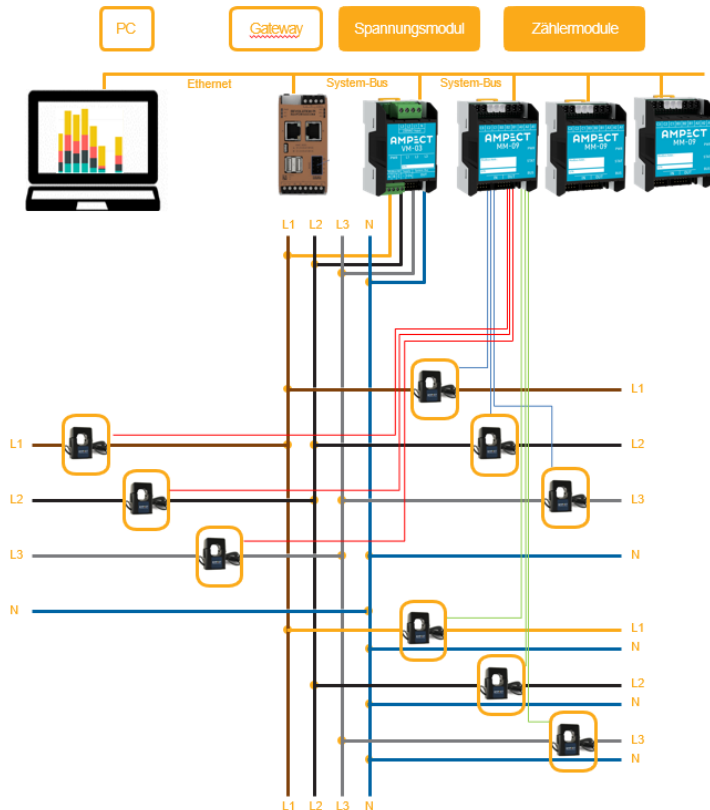 PC
Gateway
Spannungsmodul
Zählermodule
Ethernet
System-Bus
System-Bus
AMPECT
VM-03
AMPECT
MM-09
AMPECT
MM-09
AMPECT
MM-09
L1 L2 L3 N
L1
L1
L2
L2
L3
L3
N
N
L1
N
L2
N
L3
N
L1 L2 L3 N